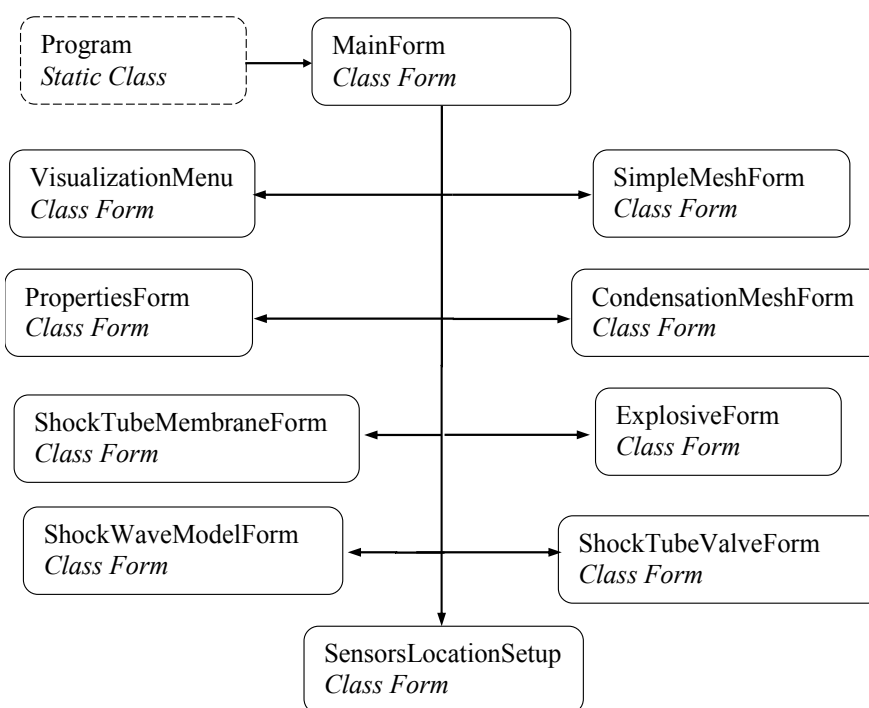 Program
Static Class
MainForm
Class Form
VisualizationMenu
Class Form
SimpleMeshForm
Class Form
PropertiesForm
Class Form
CondensationMeshForm
Class Form
ShockTubeMembraneForm
Class Form
ExplosiveForm
Class Form
ShockWaveModelForm
Class Form
ShockTubeValveForm
Class Form
SensorsLocationSetup
Class Form